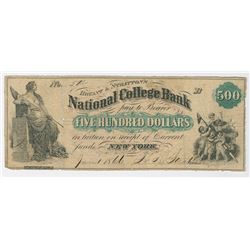 No.
BRYANT & STRATTON'S
National College Bank
500
pay to Bearer
FIVE HUNDRED DOLLARS
in tuition on receipt of Current
funds.
NEW YORK,